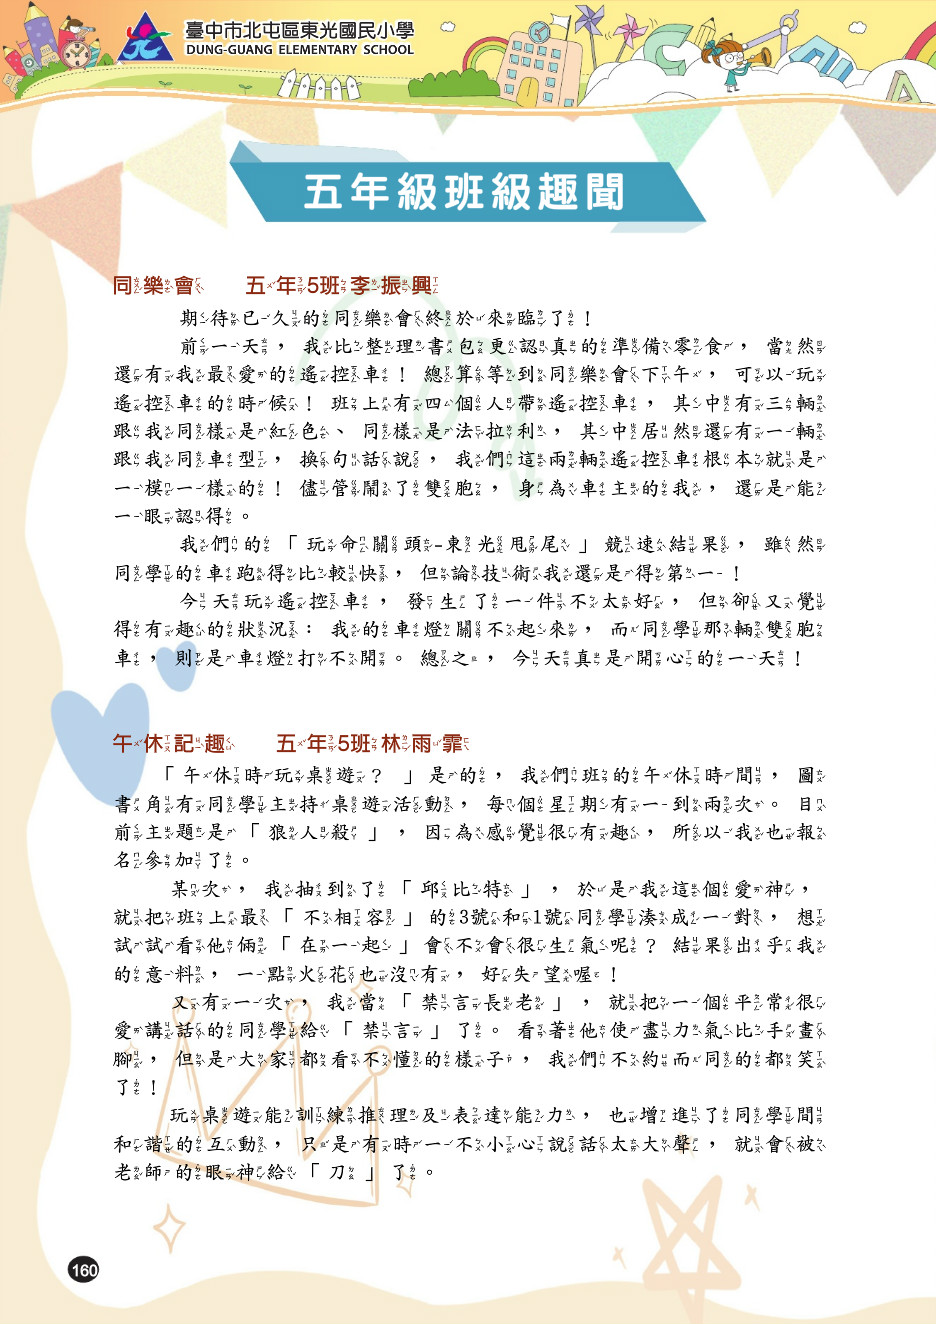 臺中市北屯區東光國民小學
DUNG-GUANG ELEMENTARY SCHOOL
五年級班級趣聞
同樂會 五年5班李振興
期待已久的同樂會終於來臨了！
前一天，我比整理書包更認真的準備零食，當然
還有我最愛的遙控車！總算等到同樂會下午，可以玩
遙控車的時候！班上有四個人帶遙控車，其中有三輛
跟我同樣是紅色、同樣是法拉利，其中居然還有一輛
跟我同車型，換句話說，我們這兩輛遙控車根本就是
一模一樣的！儘管鬧了雙胞，身為車主的我，還是能
一眼認得。
我們的「玩命關頭-東光甩尾」競速結果，雖然
同學的車跑得比較快，但論技術我還是得第一！
今天玩遙控車，發生了一件不太好，但卻又覺
得有趣的狀況：我的車燈關不起來，而同學那輛雙胞
車，則是車燈打不開。總之，今天真是開心的一天！
午休記趣 五年5班林雨霏
「午休時玩桌遊？」是的，我們班的午休時間，圖
書角有同學主持桌遊活動，每個星期有一到兩次。目
前主題是「狼人殺」，因為感覺很有趣，所以我也報
名參加了。
某次，我抽到了「邱比特」，於是我這個愛神，
就把班上最「不相容」的3號和1號同學湊成一對，想
試試看他倆「在一起」會不會很生氣呢？結果出乎我
的意料，一點火花也沒有，好失望喔！
又有一次，我當「禁言長老」，就把一個平常很
愛講話的同學給「禁言」了。看著他使盡力氣比手畫
腳，但是大家都看不懂的樣子，我們不約而同的都笑
了！
玩桌遊能訓練推理及表達能力，也增進了同學間
和諧的互動，只是有時一不小心說話太大聲，就會被
老師的眼神給「刀」了。
160